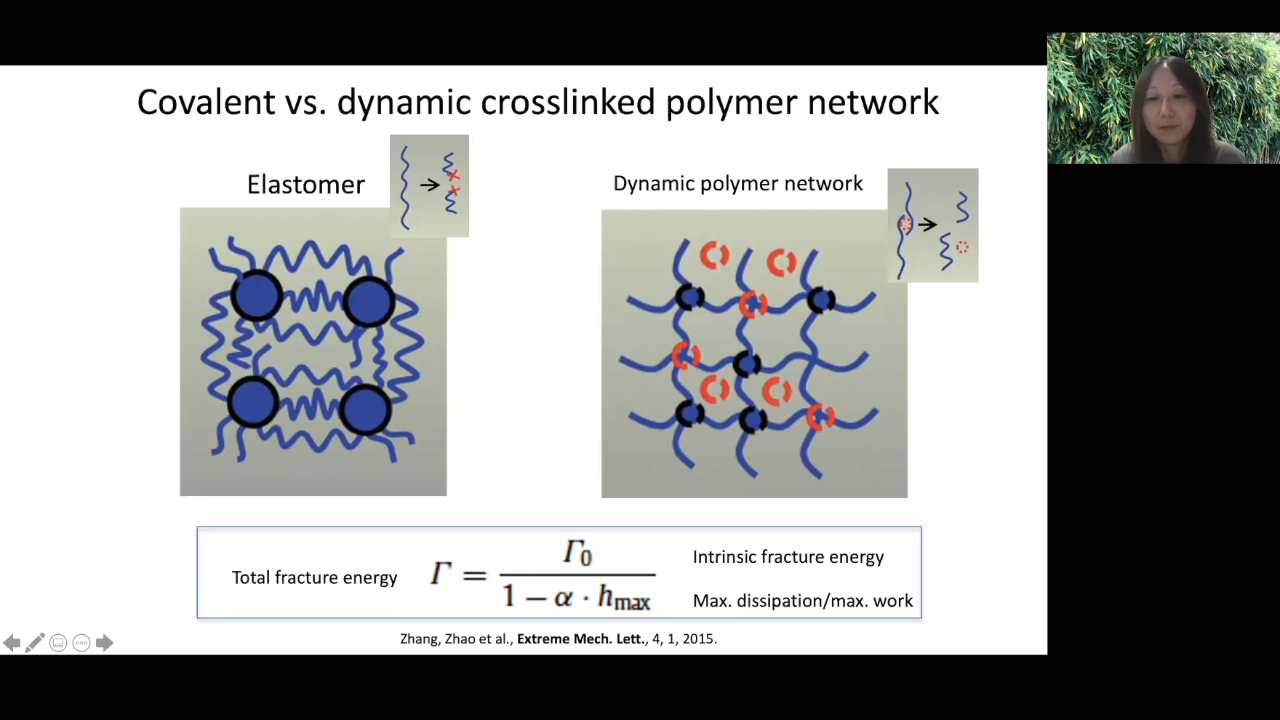 Covalent vs. dynamic crosslinked polymer network
Elastomer
Dynamic polymer network
Total fracture energy
Γ = Γ0 / 1 − α · hmax
Intrinsic fracture energy
Max. dissipation/max. work
Zhang, Zhao et al., Extreme Mech. Lett., 4, 1, 2015.